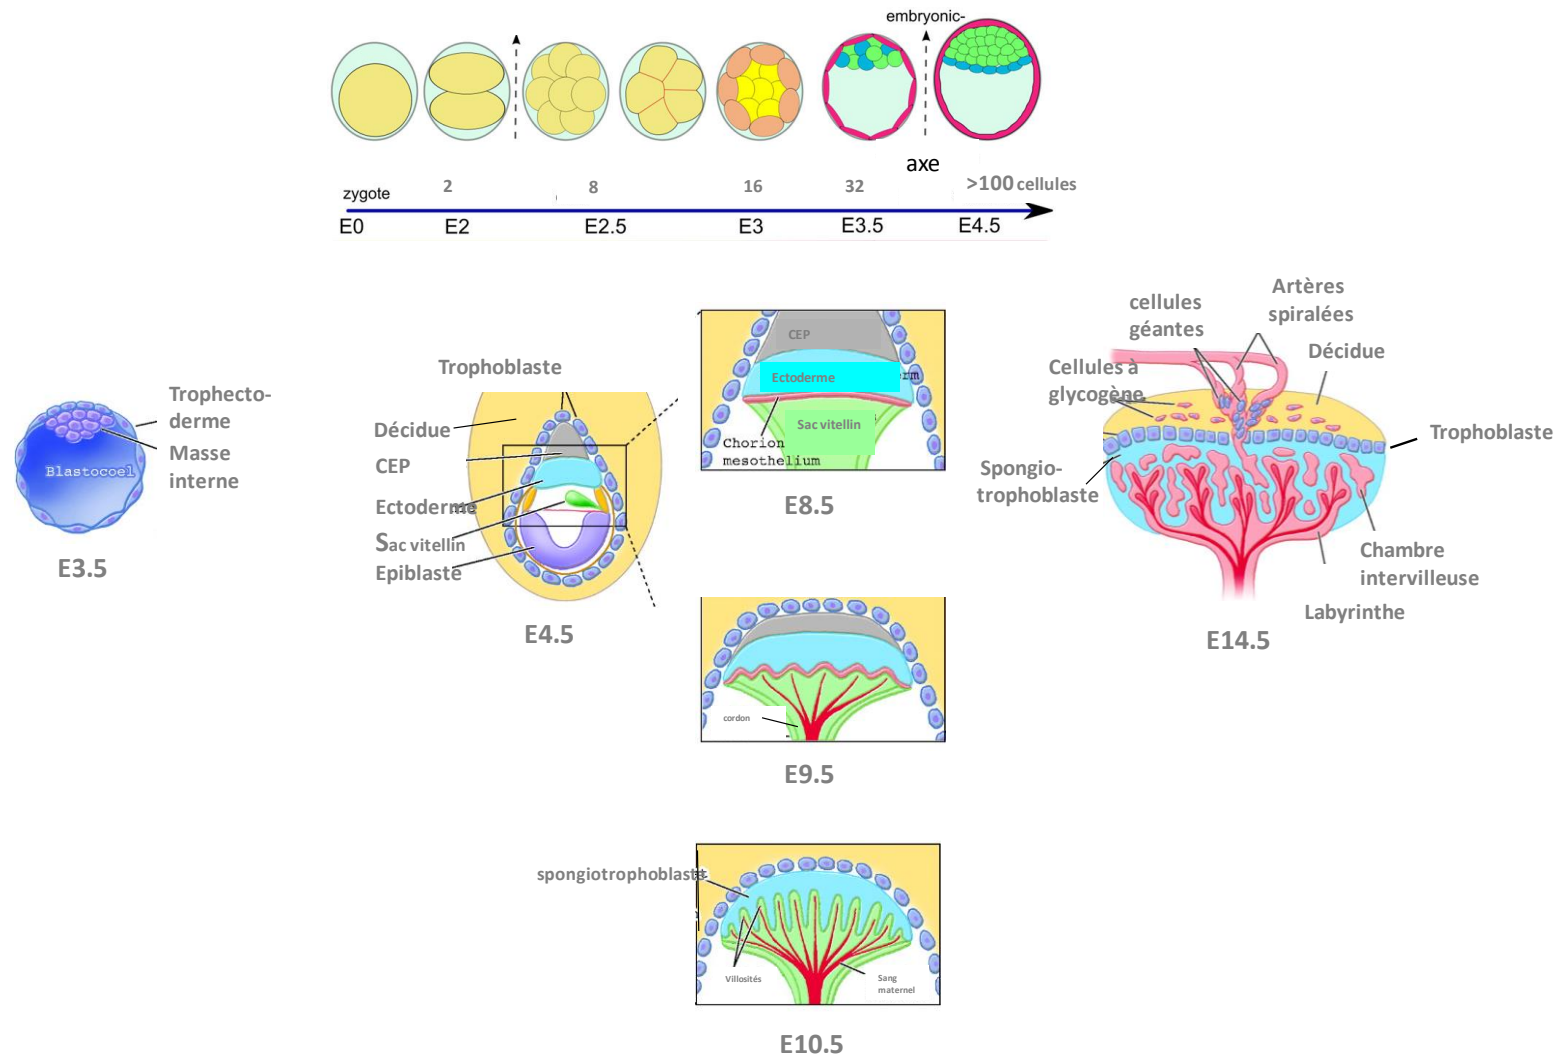 embryonic-
axe
zygote
2
8
16
32
>100 cellules
E0
E2
E2.5
E3
E3.5
E4.5
Trophecto-
derme
Masse
interne
Blastocoel
E3.5
Trophoblaste
Décidue
CEP
Ectoderme
Sac vitellin
Epiblaste
E4.5
CEP
Ectoderme
erm
Sac vitellin
Chorion
mesothelium
E8.5
cordon
E9.5
spongiotrophoblaste
Villosités
Sang
maternel
E10.5
cellules
géantes
Artères
spiralées
Décidue
Cellules à
glycogène
Trophoblaste
Spongio-
trophoblaste
Chambre
intervilleuse
Labyrinthe
E14.5